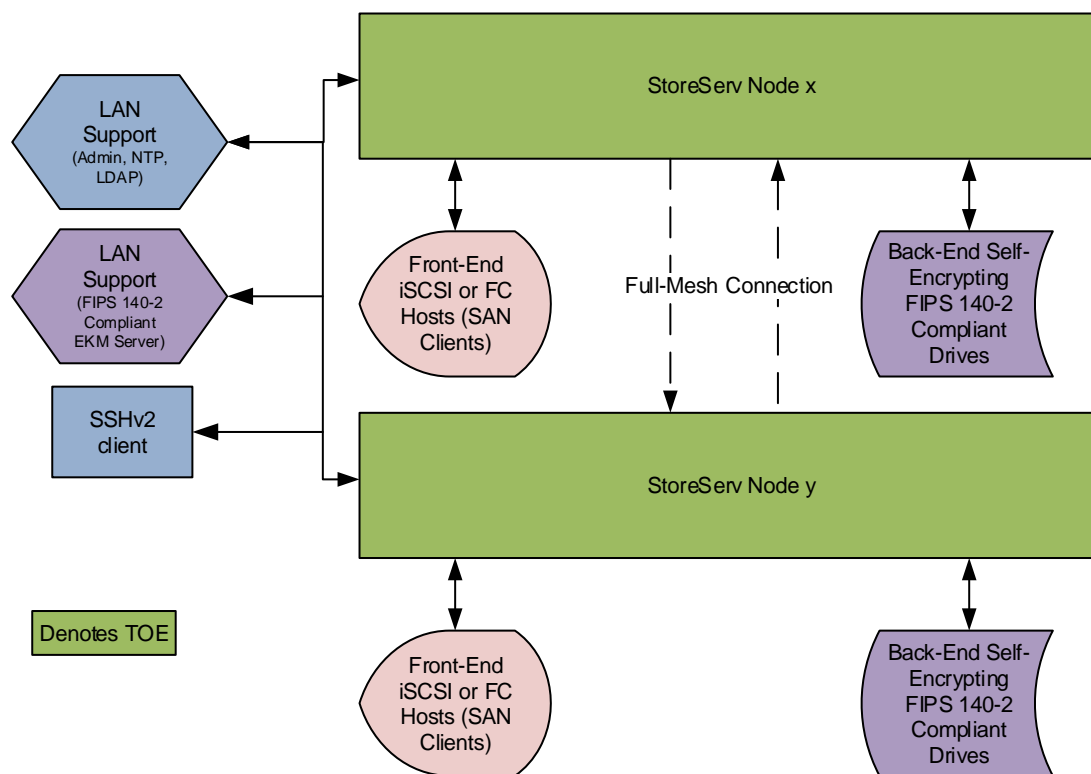 StoreServ Node x
LAN
Support
(Admin, NTP,
LDAP)
LAN
Support
(FIPS 140-2
Compliant
EKM Server)
SSHv2
client
Front-End
iSCSI or FC
Hosts (SAN
Clients)
Full-Mesh Connection
Back-End Self-
Encrypting
FIPS 140-2
Compliant
Drives
StoreServ Node y
Denotes TOE
Front-End
iSCSI or FC
Hosts (SAN
Clients)
Back-End Self-
Encrypting
FIPS 140-2
Compliant
Drives